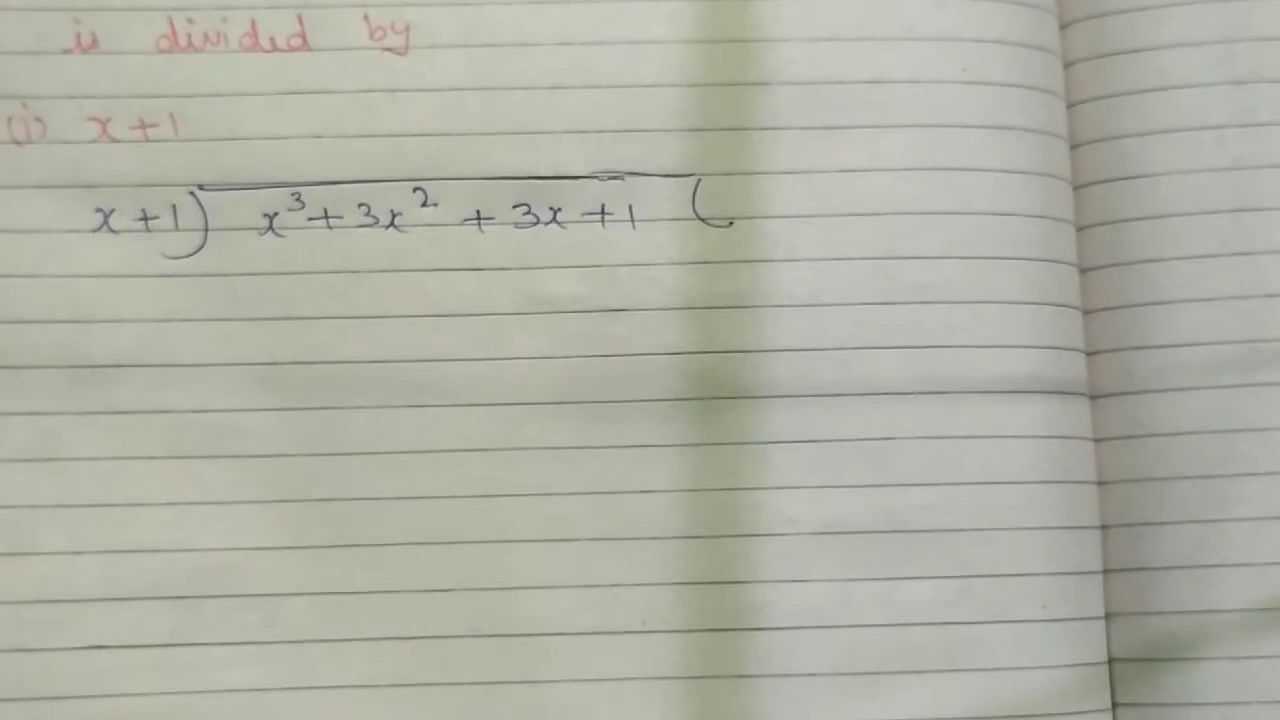 is divided by
(i) x+1
x+1) x³+3x² +3x+1 (